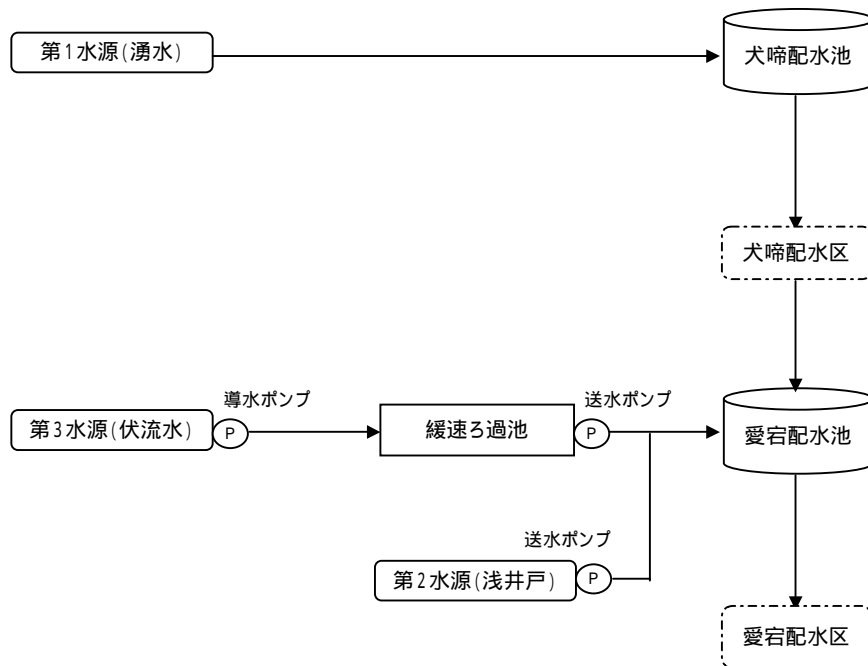 第1水源(湧水)
犬啼配水池
犬啼配水区
導水ポンプ
送水ポンプ
第3水源(伏流水)
P
緩速ろ過池
P
愛宕配水池
送水ポンプ
第2水源(浅井戸)
P
愛宕配水区